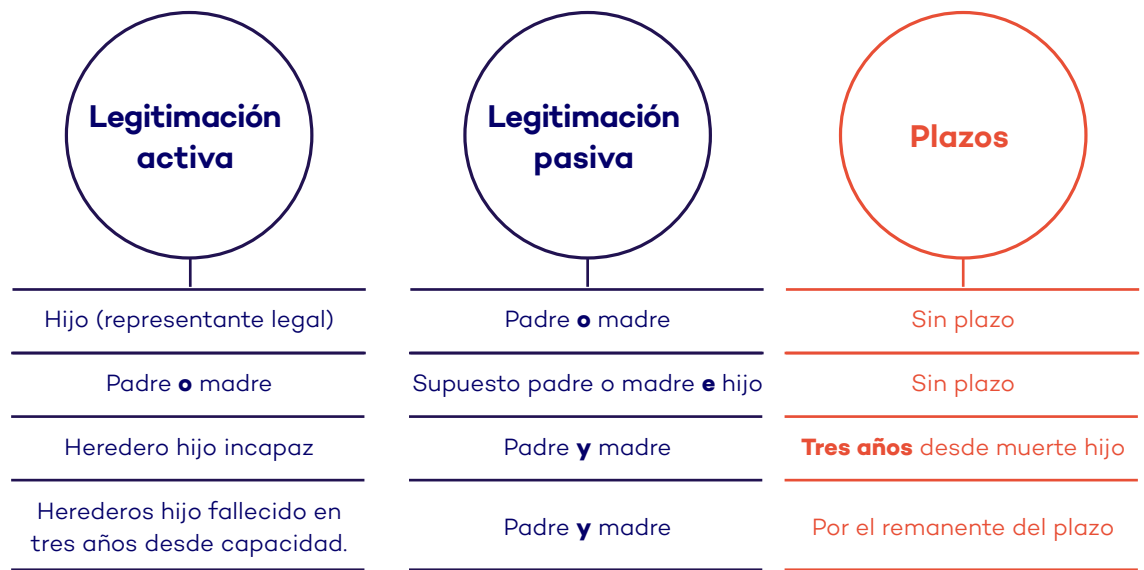 Legitimación
activa
Legitimación
pasiva
Plazos
Hijo (representante legal)
Padre o madre
Sin plazo
Padre o madre
Supuesto padre o madre e hijo
Sin plazo
Heredero hijo incapaz
Padre y madre
Tres años desde muerte hijo
Herederos hijo fallecido en
tres años desde capacidad.
Padre y madre
Por el remanente del plazo